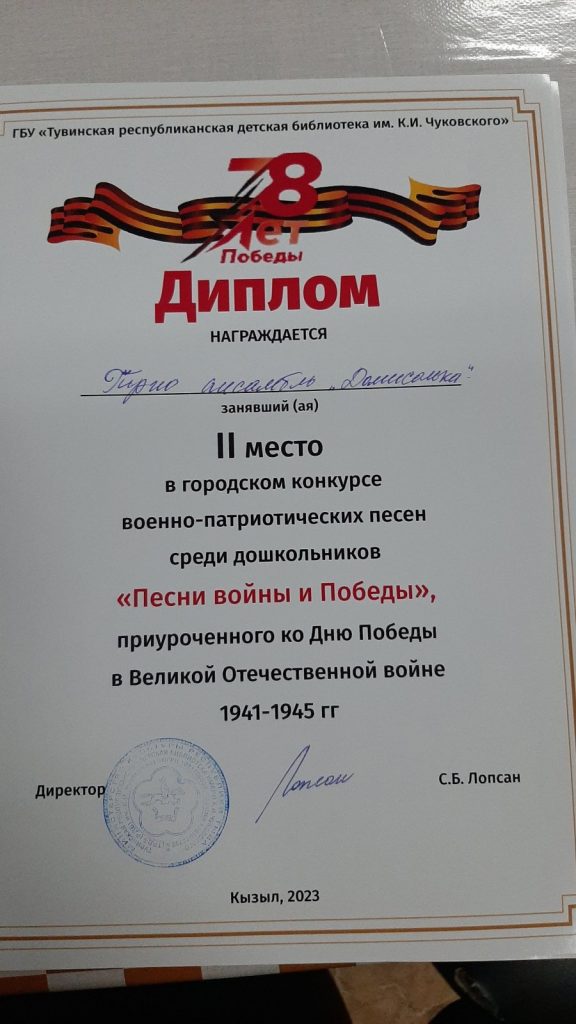 ГБУ «Тувинская республиканская детская библиотека им. К.И. Чуковского»
78
лет
Победы
Диплом
НАГРАЖДАЕТСЯ
ансамбль „Домисолька"
занявший (ая)
II место
в городском конкурсе
военно-патриотических песен
среди дошкольников
«Песни войны и Победы»,
приуроченного ко Дню Победы
в Великой Отечественной войне
1941-1945 гг
Директор
Лопсан
С.Б. Лопсан
Кызыл, 2023